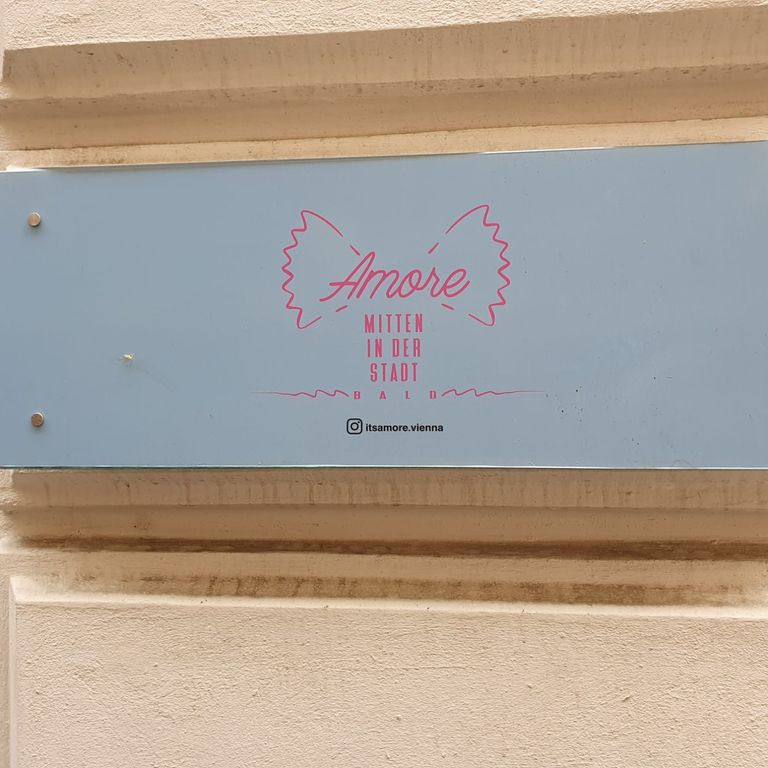 Amore
MITTEN
IN DER
STADT
BALD
itsamore.vienna